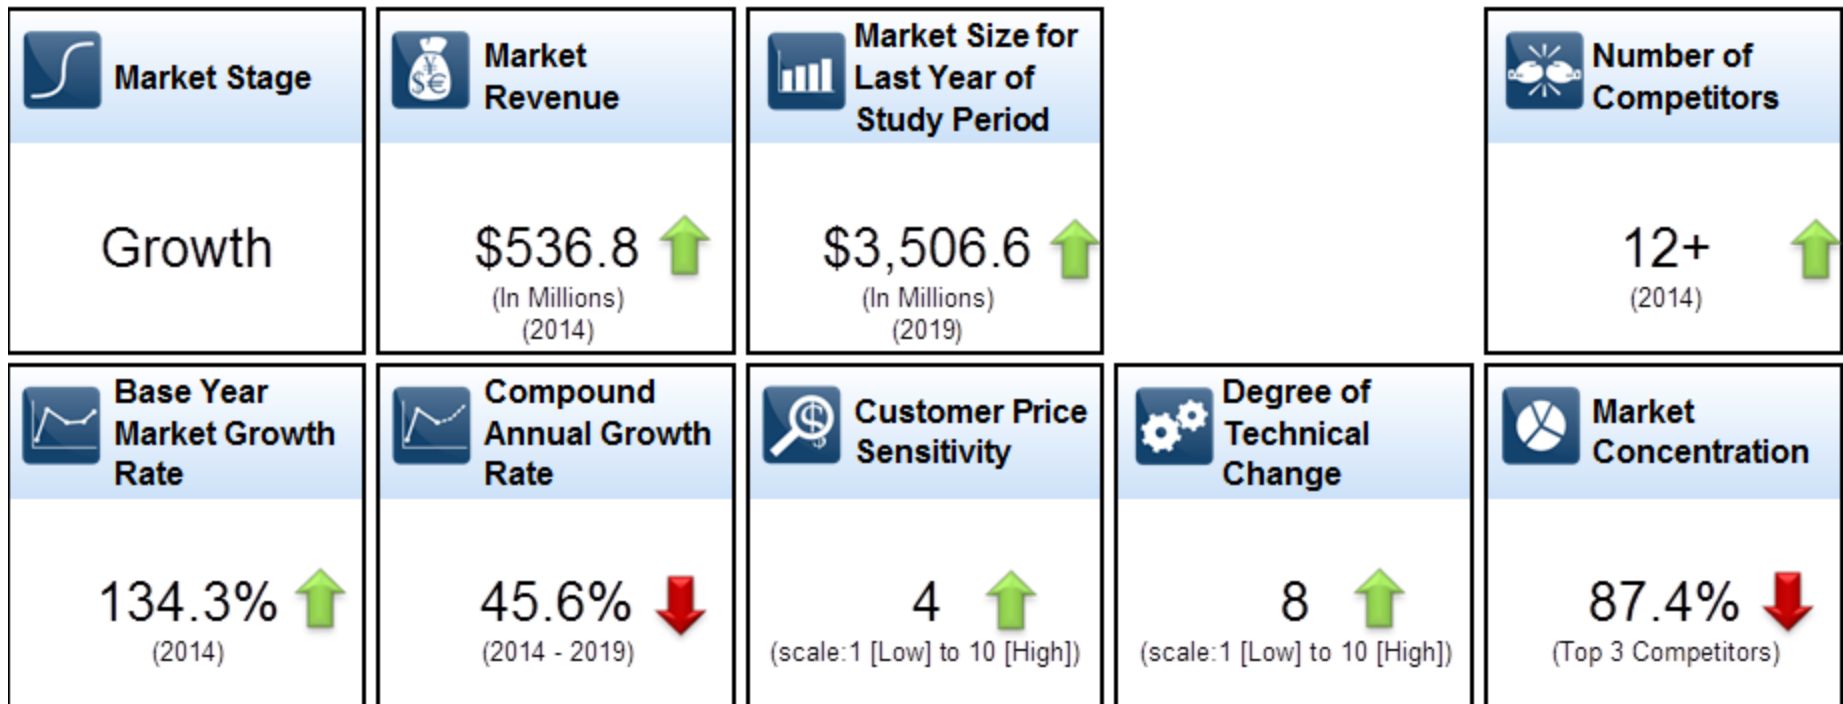 Market Stage
Growth
Market
Revenue
$536.8
(In Millions)
(2014)
Market Size for
Last Year of
Study Period
$3,506.6
(In Millions)
(2019)
Number of
Competitors
12+
(2014)
Base Year
Market Growth
Rate
134.3%
(2014)
Compound
Annual Growth
Rate
45.6%
(2014 - 2019)
Customer Price
Sensitivity
4
(scale:1 [Low] to 10 [High])
Degree of
Technical
Change
8
(scale:1 [Low] to 10 [High])
Market
Concentration
87.4%
(Top 3 Competitors)